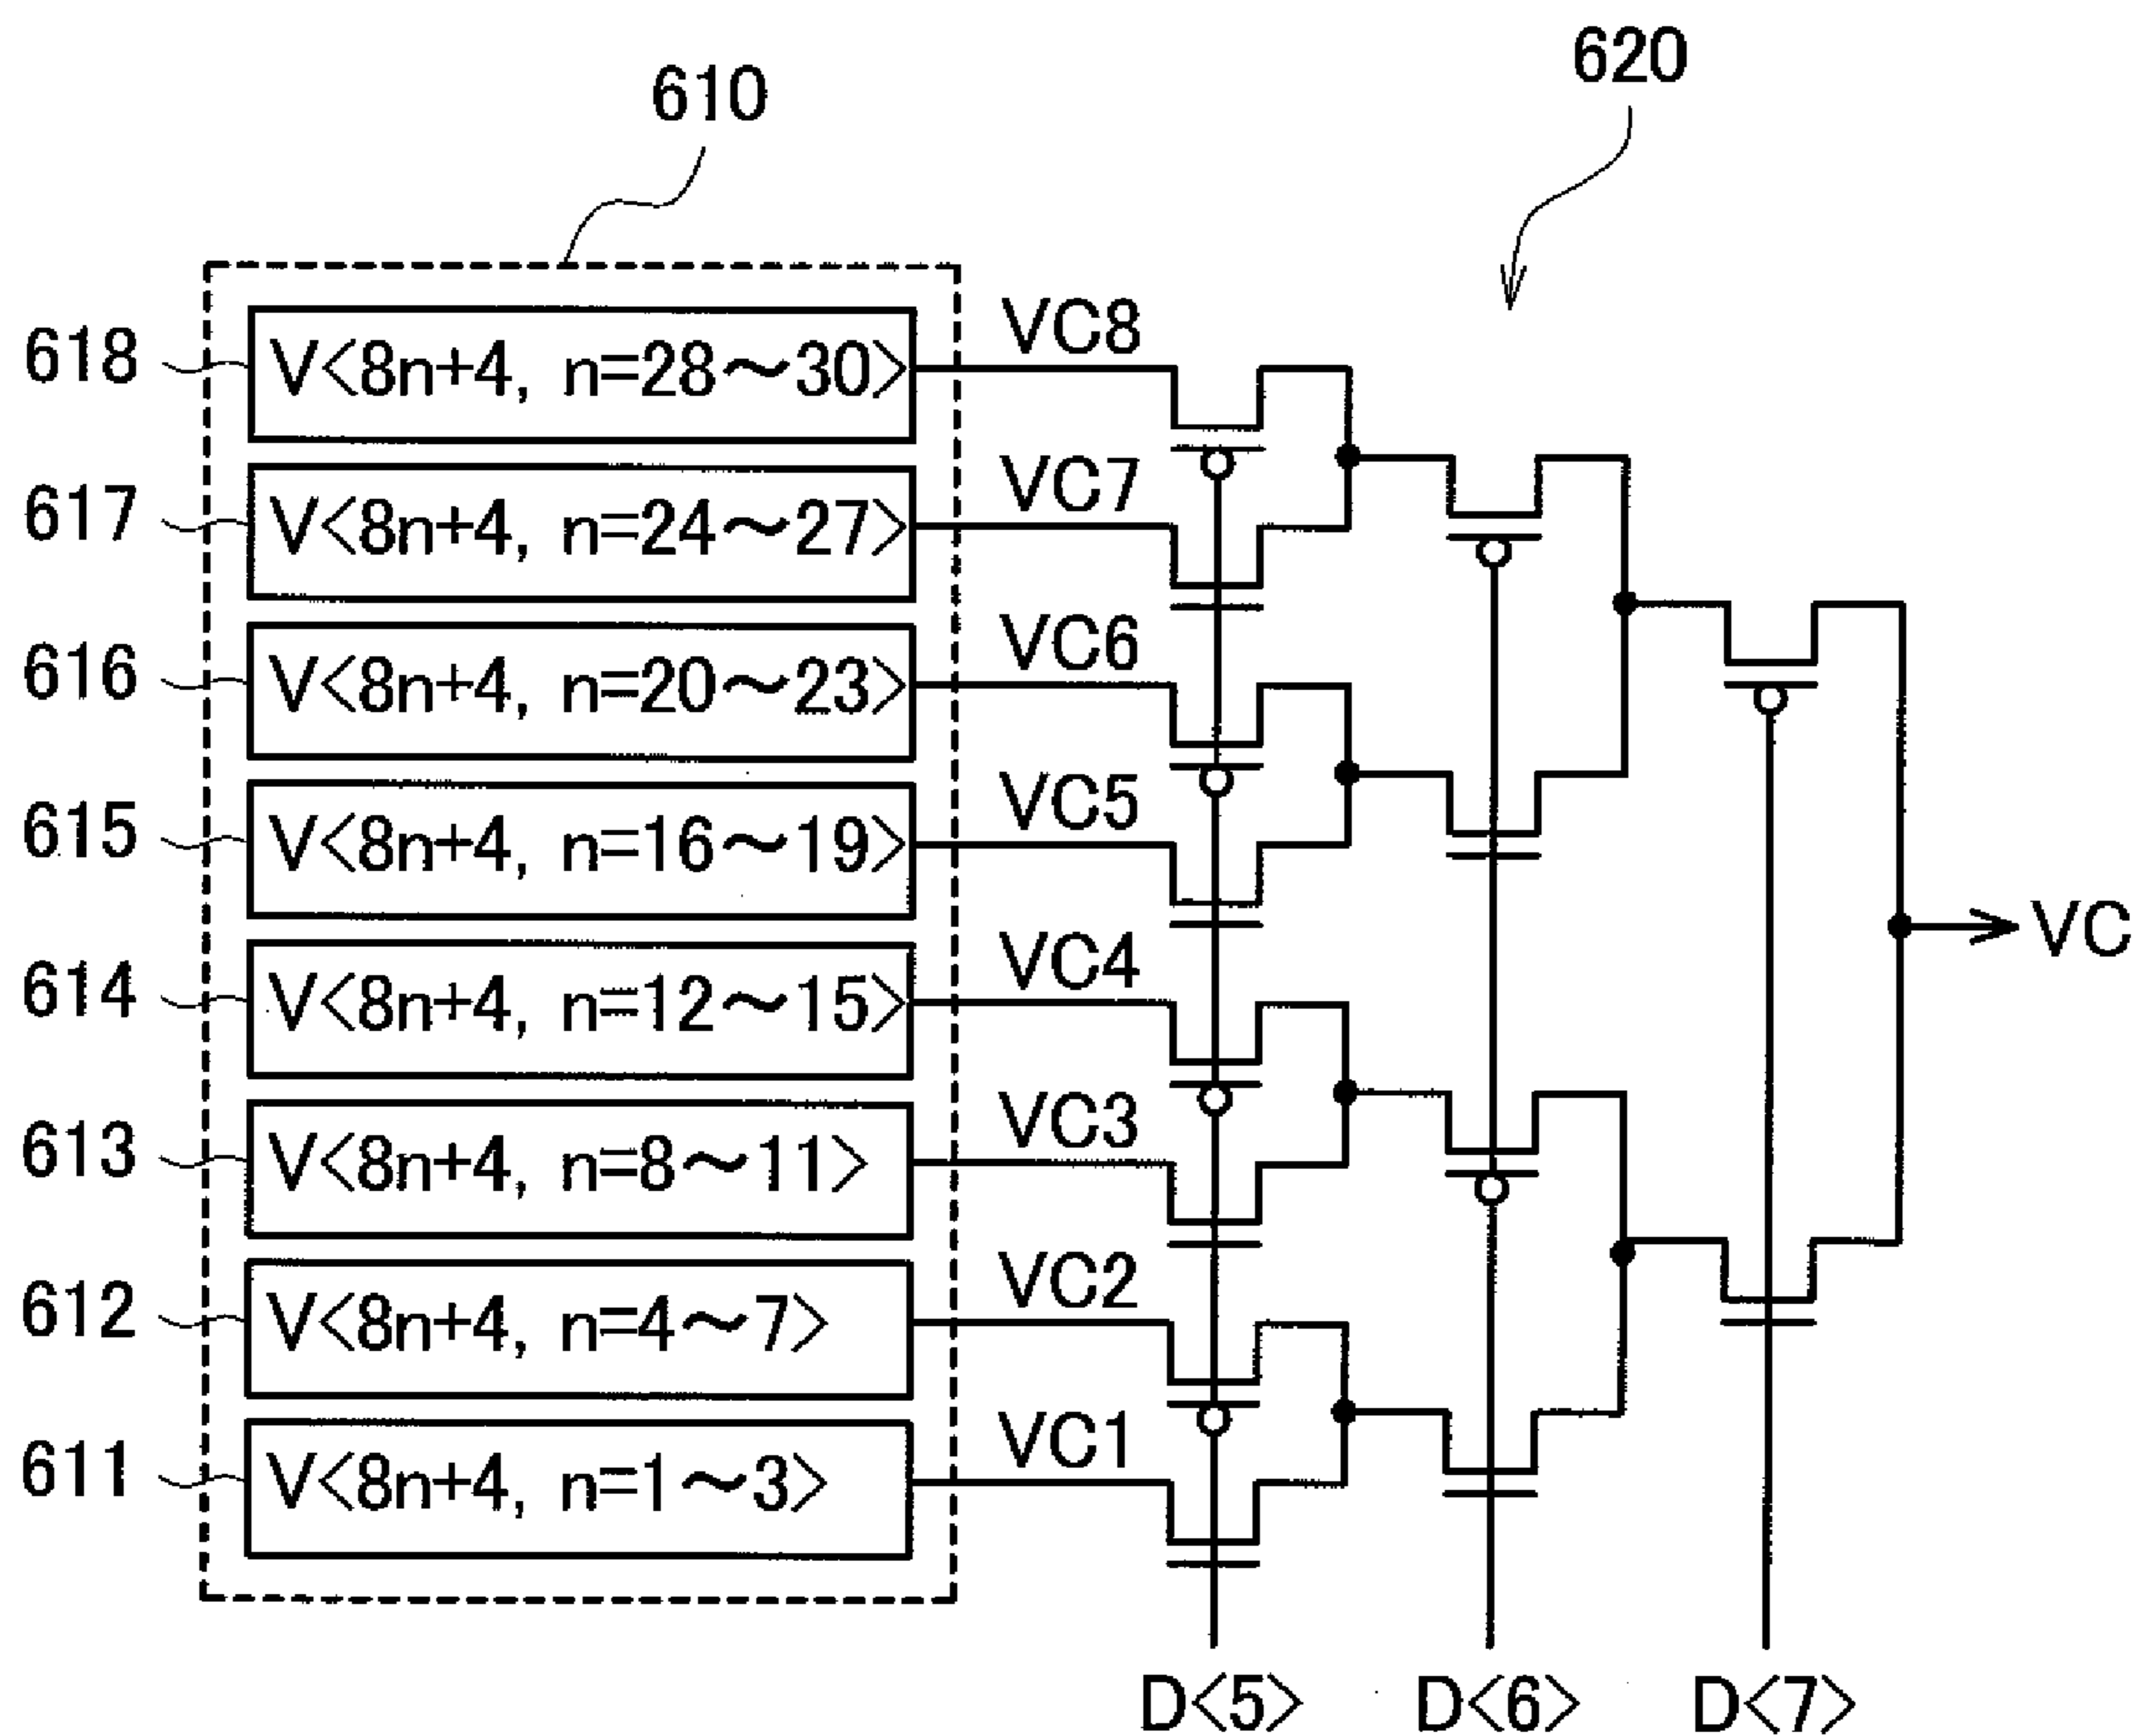 620
610
618
V<8n+4, n=28～30>
VC8
617
V<8n+4, n=24～27>
VC7
616
V<8n+4, n=20～23>
VC6
615
V<8n+4, n=16～19>
VC5
VC
614
V<8n+4, n=12～15>
VC4
613
V<8n+4, n=8～11>
VC3
612
V<8n+4, n=4～7>
VC2
611
V<8n+4, n=1～3>
VC1
D<5>
D<6>
D<7>